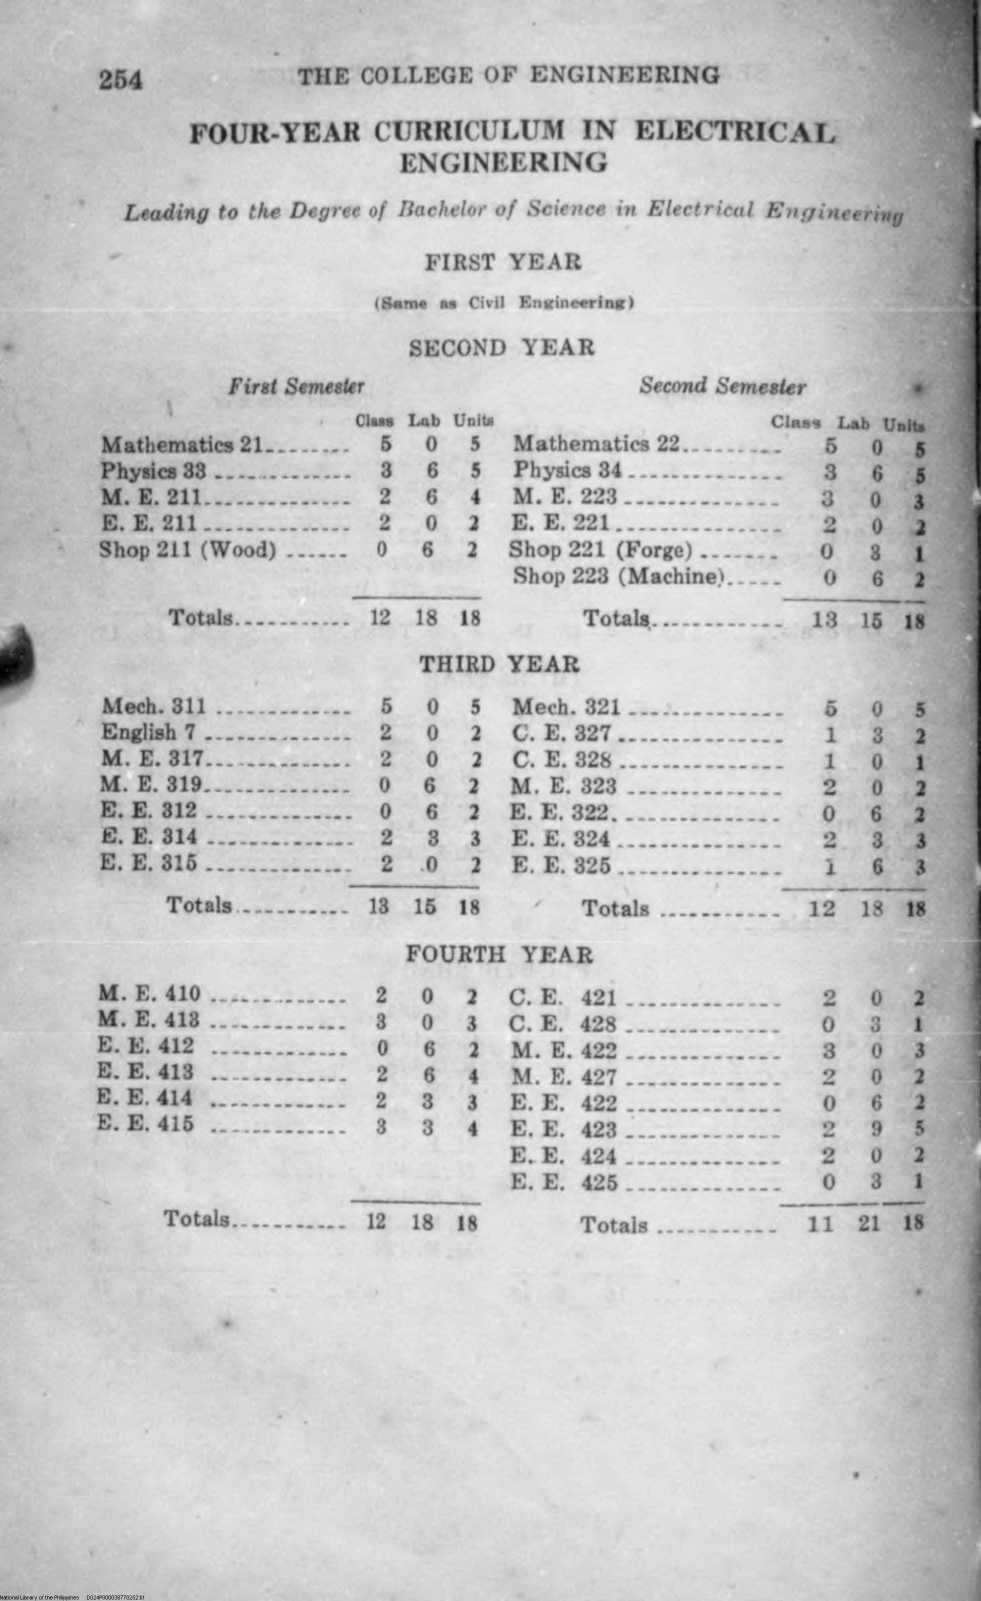 254 THE COLLEGE OF ENGINEERING
FOUR-YEAR CURRICULUM IN ELECTRICAL
ENGINEERING
Leading to the Degree of Bachelor of Science in Electrical Engineering
FIRST YEAR
(Same as Civil Engineering)
SECOND YEAR
First Semester
Class Lab Units
Mathematics 21 5 0 5
Physics 33 3 6 5
M. E. 211 2 6 4
E. E. 211 2 0 2
Shop 211 (Wood) 0 6 2
Totals 12 18 18
Second Semester
Class Lab Units
Mathematics 22 5 0 5
Physics 34 3 6 5
M. E. 223 3 0 3
E. E. 221 2 0 2
Shop 221 (Forge) 0 3 1
Shop 223 (Machine) 0 6 2
Totals 13 15 18
THIRD YEAR
Mech. 311 5 0 5
English 7 2 0 2
M. E. 317 2 0 2
M. E. 319 0 6 2
E. E. 312 0 6 2
E. E. 314 2 3 3
E. E. 315 2 0 2
Totals 13 15 18
Mech. 321 5 0 5
C. E. 327 1 3 2
C. E. 328 1 0 1
M. E. 323 2 0 2
E. E. 322 0 6 2
E. E. 324 2 3 3
E. E. 325 1 6 3
Totals 12 18 18
FOURTH YEAR
M. E. 410 2 0 2
M. E. 413 3 0 3
E. E. 412 0 6 2
E. E. 413 2 6 4
E. E. 414 2 3 3
E. E. 415 3 3 4
Totals 12 18 18
C. E. 421 2 0 2
C. E. 428 0 3 1
M. E. 422 3 0 3
M. E. 427 2 0 2
E. E. 422 0 6 2
E. E. 423 2 9 5
E. E. 424 2 0 2
E. E. 425 0 3 1
Totals 11 21 18
National Library of the Philippines